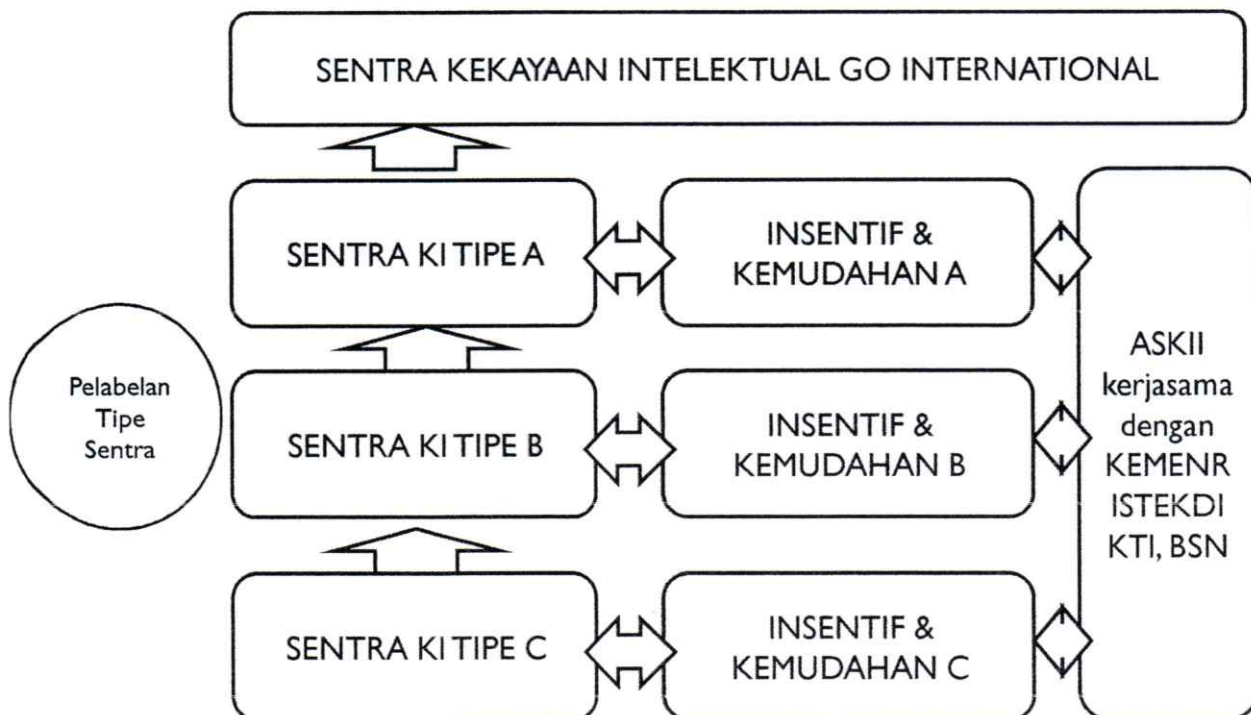 SENTRA KEKAYAAN INTELEKTUAL GO INTERNATIONAL
SENTRA KI TIPE A
INSENTIF &
KEMUDAHAN A
Pelabelan
Tipe
Sentra
SENTRA KI TIPE B
INSENTIF &
KEMUDAHAN B
SENTRA KI TIPE C
INSENTIF &
KEMUDAHAN C
ASKII
kerjasama
dengan
KEMENR
ISTEKDI
KTI, BSN